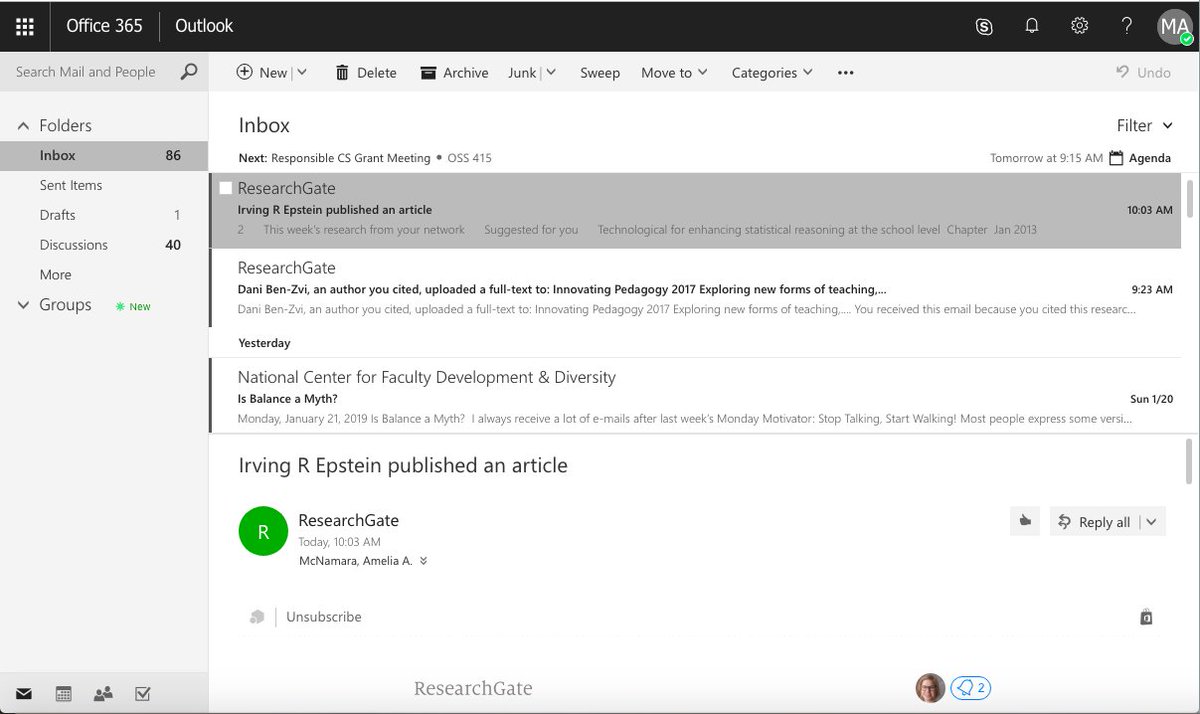 Office 365 Outlook MA
Search Mail and People New Delete Archive Junk Sweep Move to Categories ••• Undo
Folders
Inbox 86
Sent Items
Drafts 1
Discussions 40
More
Groups New
Inbox Filter
Next: Responsible CS Grant Meeting • OSS 415 Tomorrow at 9:15 AM Agenda
ResearchGate
Irving R Epstein published an article 10:03 AM
2 This week's research from your network Suggested for you Technological for enhancing statistical reasoning at the school level Chapter Jan 2013
ResearchGate
Dani Ben-Zvi, an author you cited, uploaded a full-text to: Innovating Pedagogy 2017 Exploring new forms of teaching,... 9:23 AM
Dani Ben-Zvi, an author you cited, uploaded a full-text to: Innovating Pedagogy 2017 Exploring new forms of teaching,.... You received this email because you cited this researc...
Yesterday
National Center for Faculty Development & Diversity
Is Balance a Myth? Sun 1/20
Monday, January 21, 2019 Is Balance a Myth? I always receive a lot of e-mails after last week's Monday Motivator: Stop Talking, Start Walking! Most people express some versi...
Irving R Epstein published an article
R ResearchGate
Today, 10:03 AM
McNamara, Amelia A.
Reply all
Unsubscribe
ResearchGate 2